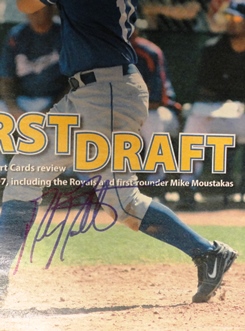 RST DRAFT
rt Cards review
7, including the Royals and first-rounder Mike Moustakas